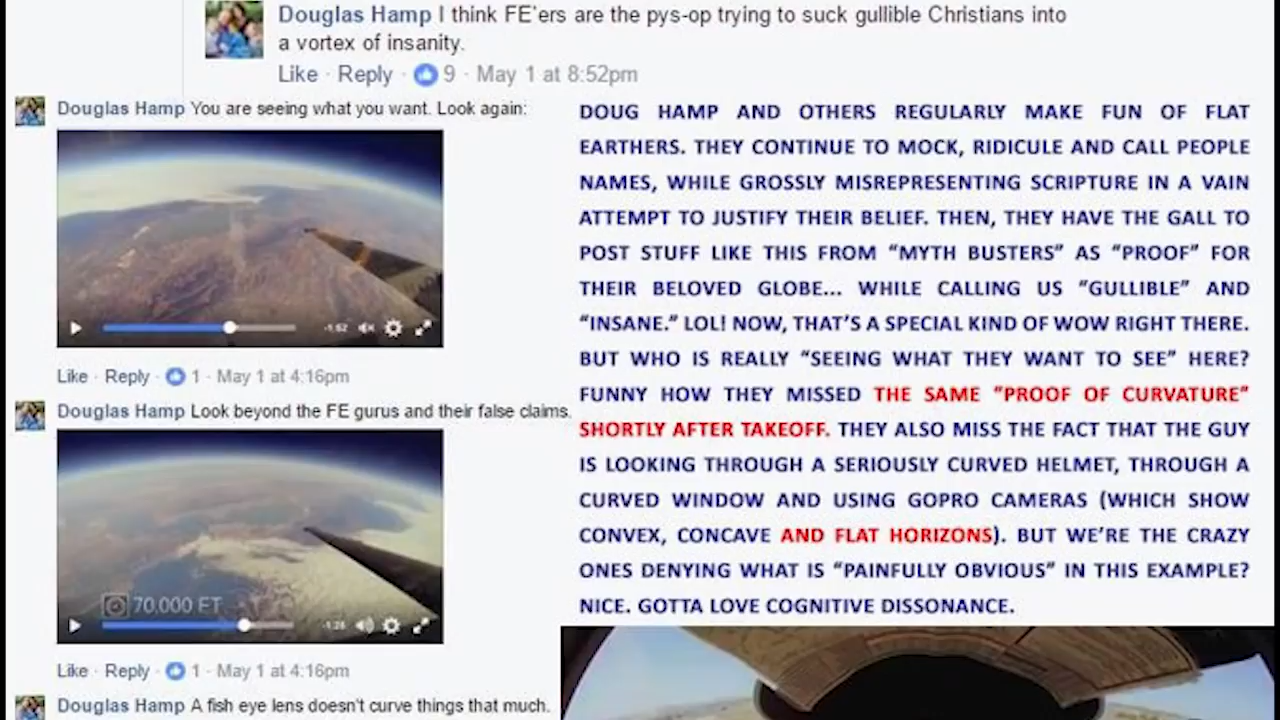 Douglas Hamp I think FE'ers are the pys-op trying to suck gullible Christians into
a vortex of insanity.
Like · Reply · 9 · May 1 at 8:52pm
Douglas Hamp You are seeing what you want. Look again:
-1:52
Like · Reply · 1 · May 1 at 4:16pm
Douglas Hamp Look beyond the FE gurus and their false claims.
70,000 FT
-1:26
Like · Reply · 1 · May 1 at 4:16pm
Douglas Hamp A fish eye lens doesn't curve things that much.
DOUG HAMP AND OTHERS REGULARLY MAKE FUN OF FLAT
EARTHERS. THEY CONTINUE TO MOCK, RIDICULE AND CALL PEOPLE
NAMES, WHILE GROSSLY MISREPRESENTING SCRIPTURE IN A VAIN
ATTEMPT TO JUSTIFY THEIR BELIEF. THEN, THEY HAVE THE GALL TO
POST STUFF LIKE THIS FROM “MYTH BUSTERS” AS “PROOF” FOR
THEIR BELOVED GLOBE... WHILE CALLING US “GULLIBLE” AND
“INSANE.” LOL! NOW, THAT’S A SPECIAL KIND OF WOW RIGHT THERE.
BUT WHO IS REALLY “SEEING WHAT THEY WANT TO SEE” HERE?
FUNNY HOW THEY MISSED THE SAME “PROOF OF CURVATURE”
SHORTLY AFTER TAKEOFF. THEY ALSO MISS THE FACT THAT THE GUY
IS LOOKING THROUGH A SERIOUSLY CURVED HELMET, THROUGH A
CURVED WINDOW AND USING GOPRO CAMERAS (WHICH SHOW
CONVEX, CONCAVE AND FLAT HORIZONS). BUT WE’RE THE CRAZY
ONES DENYING WHAT IS “PAINFULLY OBVIOUS” IN THIS EXAMPLE?
NICE. GOTTA LOVE COGNITIVE DISSONANCE.